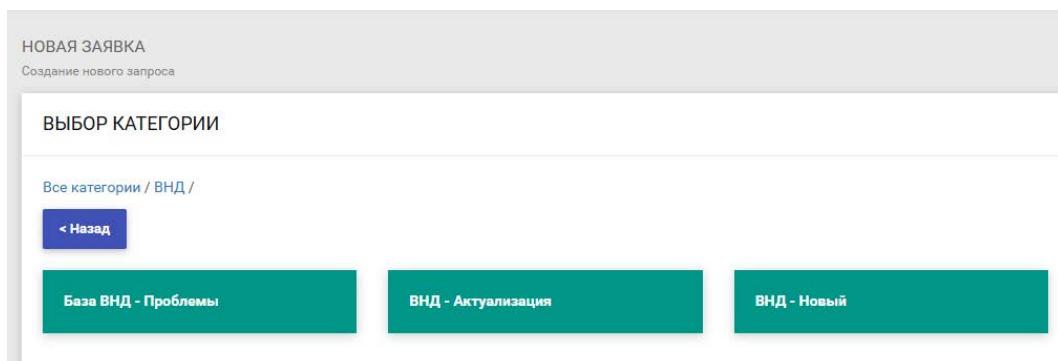 НОВАЯ ЗАЯВКА
Создание нового запроса
ВЫБОР КАТЕГОРИИ
Все категории / ВНД /
< Назад
База ВНД - Проблемы ВНД - Актуализация ВНД - Новый